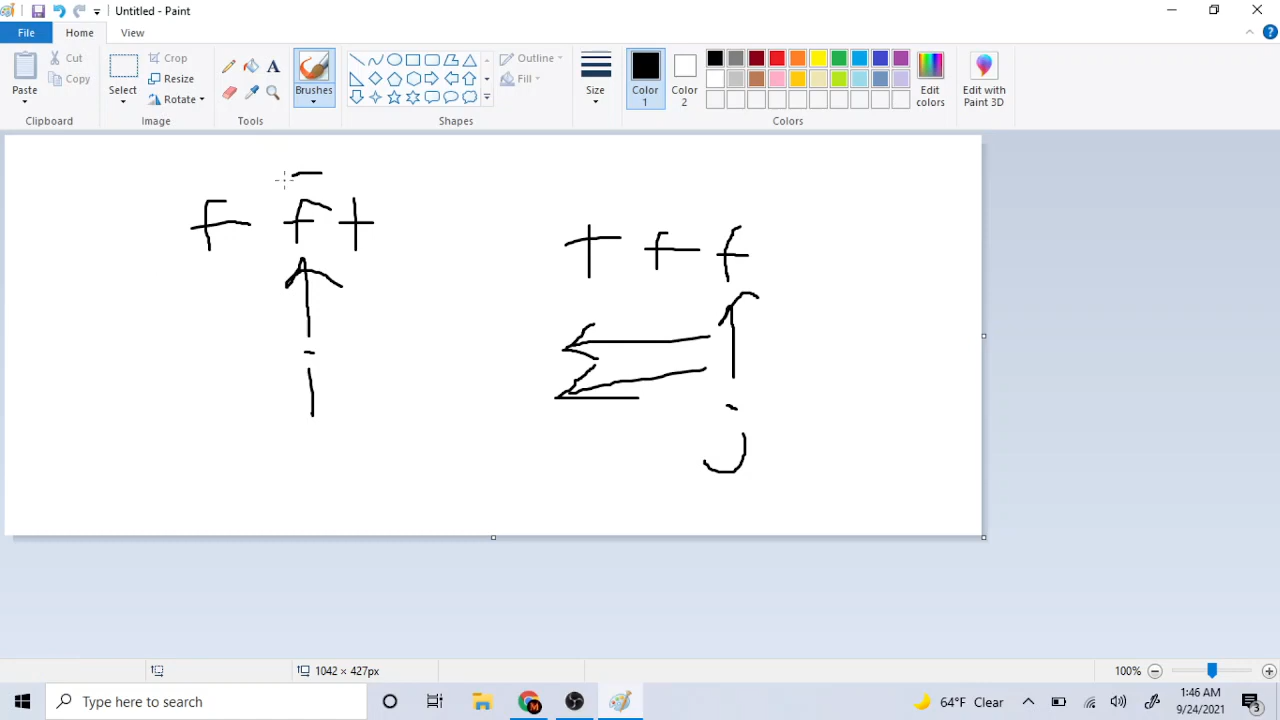 Untitled - Paint
File Home View
Paste
Cut
Copy
Clipboard
Select
Crop
Resize
Rotate
Image
A
Tools
Brushes
Shapes
Outline
Fill
Size
Color 1
Color 2
Colors
Edit colors
Edit with Paint 3D
F f t
T f f
i
j
1042 × 427px
100%
Type here to search
64°F Clear
1:46 AM
9/24/2021
3